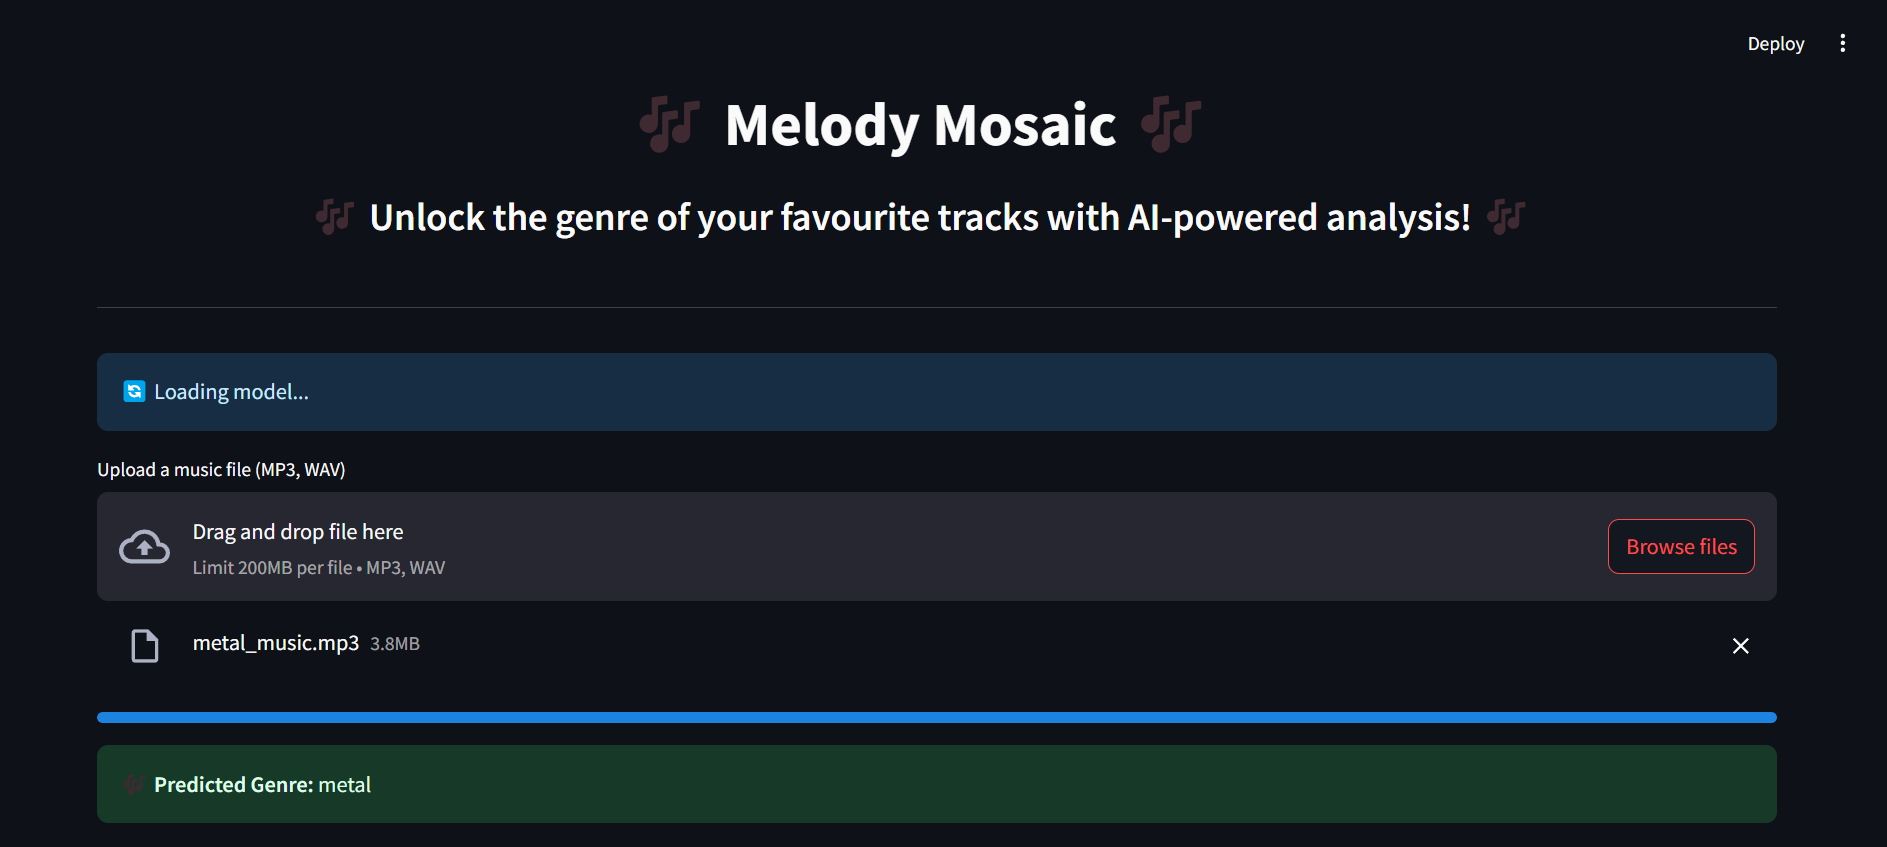 Deploy
🎶 Melody Mosaic 🎶
🎶 Unlock the genre of your favourite tracks with AI-powered analysis! 🎶
🔄 Loading model...
Upload a music file (MP3, WAV)
Drag and drop file here
Limit 200MB per file • MP3, WAV
Browse files
metal_music.mp3 3.8MB
🎶 Predicted Genre: metal